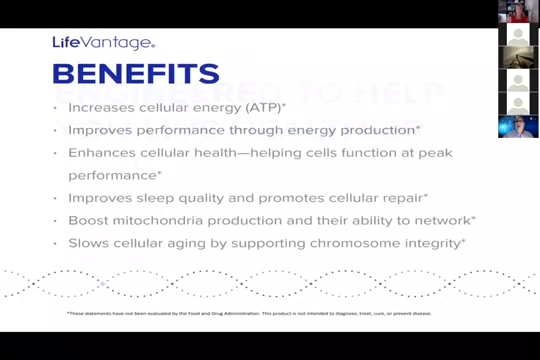 LifeVantage®
BENEFITS
ENGINEERED TO HELP
• Increases cellular energy (ATP)*
• Improves performance through energy production*
• Enhances cellular health—helping cells function at peak
performance*
• Improves sleep quality and promotes cellular repair*
• Boost mitochondria production and their ability to network*
• Slows cellular aging by supporting chromosome integrity*
*These statements have not been evaluated by the Food and Drug Administration. This product is not intended to diagnose, treat, cure, or prevent disease.